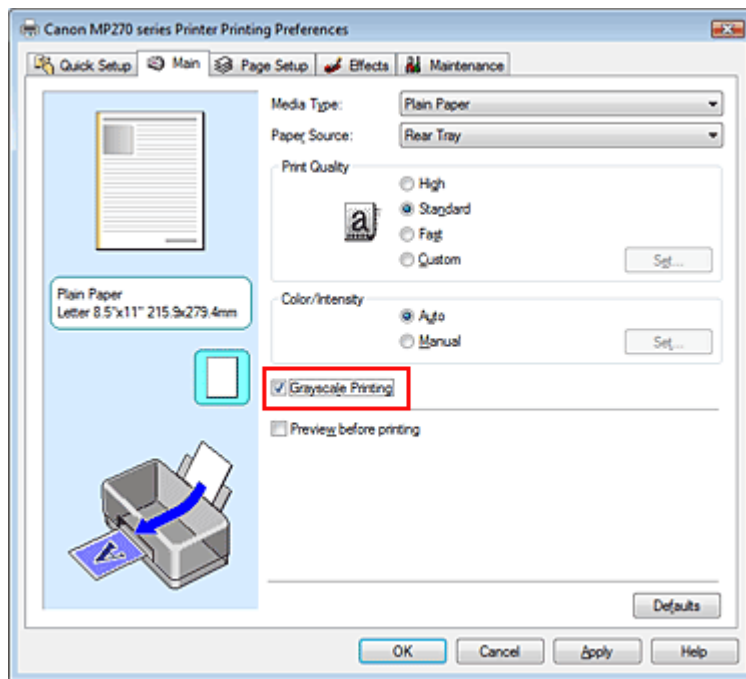 Canon MP270 series Printer Printing Preferences
Quick Setup Main Page Setup Effects Maintenance
Media Type: Plain Paper
Paper Source: Rear Tray
Print Quality
High
a Standard
Fast
Custom Set...
Plain Paper
Letter 8.5"x11" 215.9x279.4mm
Color/Intensity
Auto
Manual Set...
Grayscale Printing
Preview before printing
A
Defaults
OK Cancel Apply Help